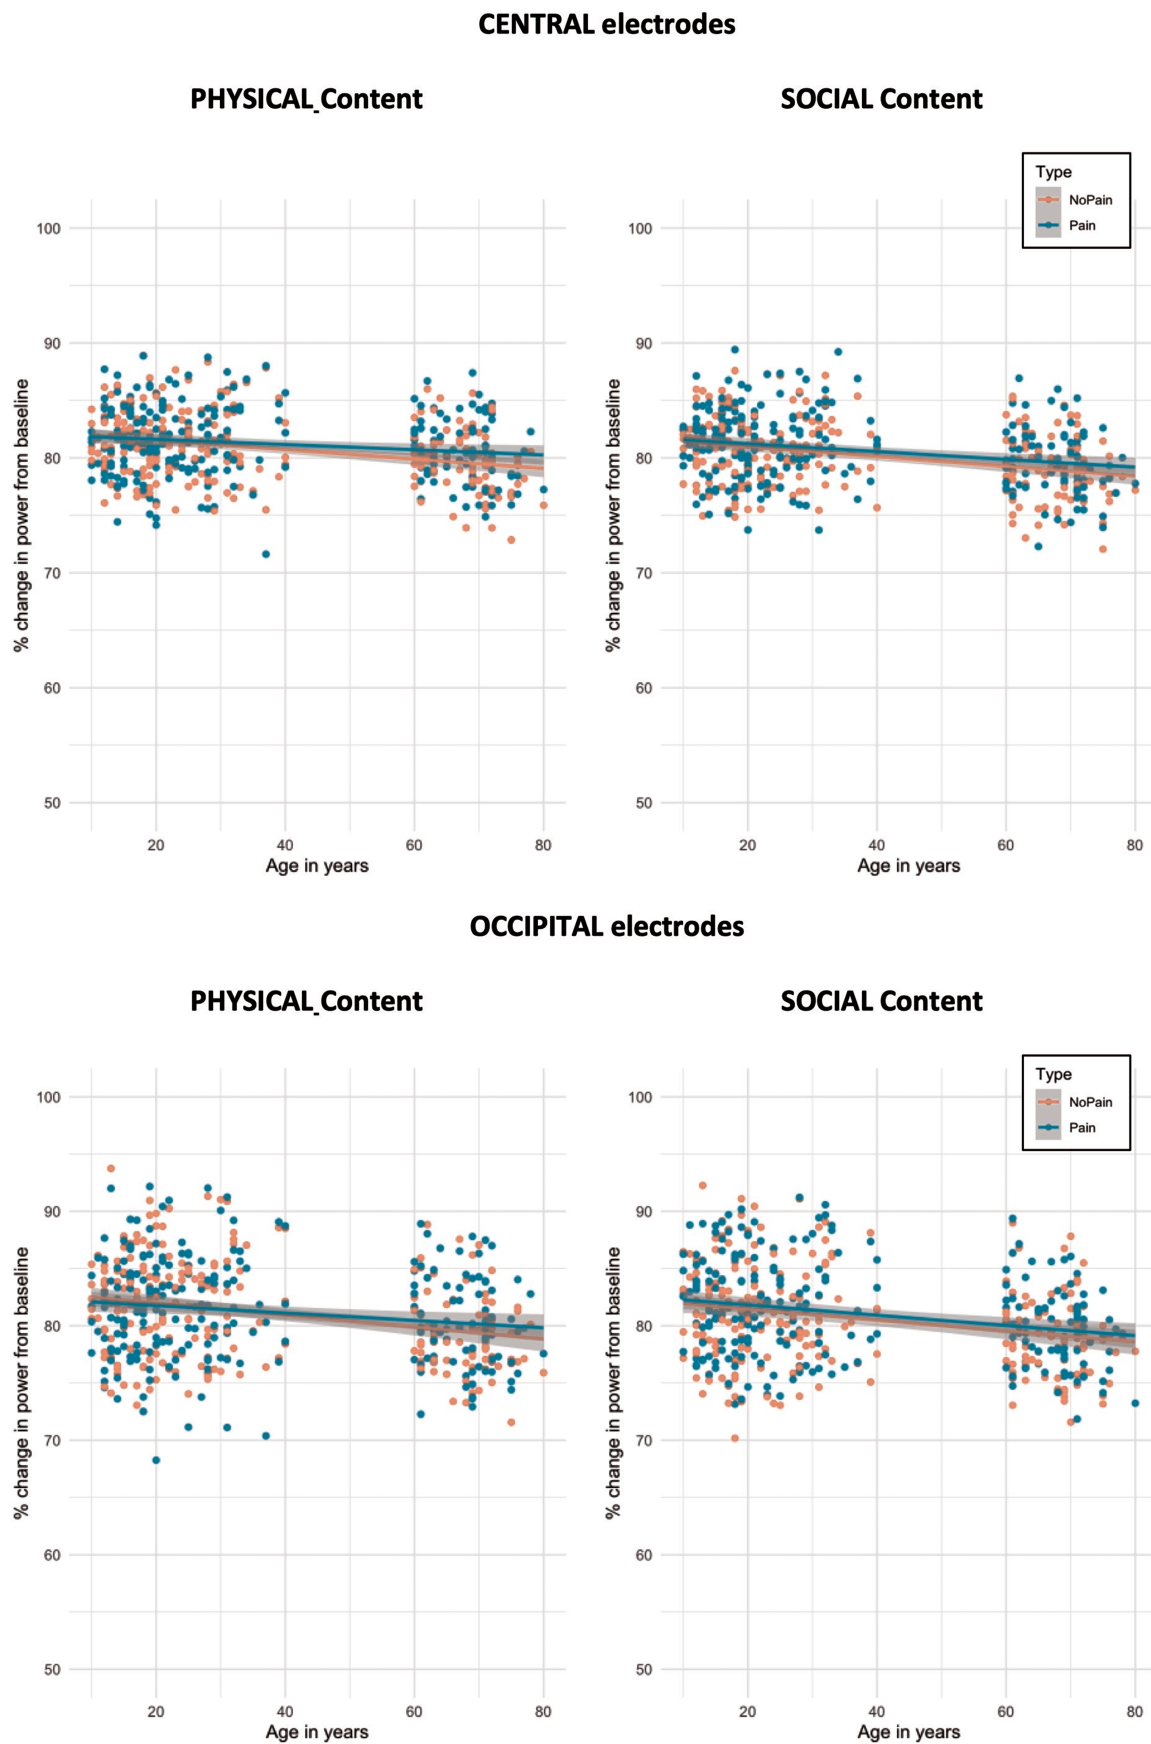 CENTRAL electrodes
PHYSICAL Content
SOCIAL Content
Type
NoPain
Pain
100
90
80
70
60
50
% change in power from baseline
20 40 60 80
Age in years
100
90
80
70
60
50
% change in power from baseline
20 40 60 80
Age in years
OCCIPITAL electrodes
PHYSICAL Content
SOCIAL Content
Type
NoPain
Pain
100
90
80
70
60
50
% change in power from baseline
20 40 60 80
Age in years
100
90
80
70
60
50
% change in power from baseline
20 40 60 80
Age in years